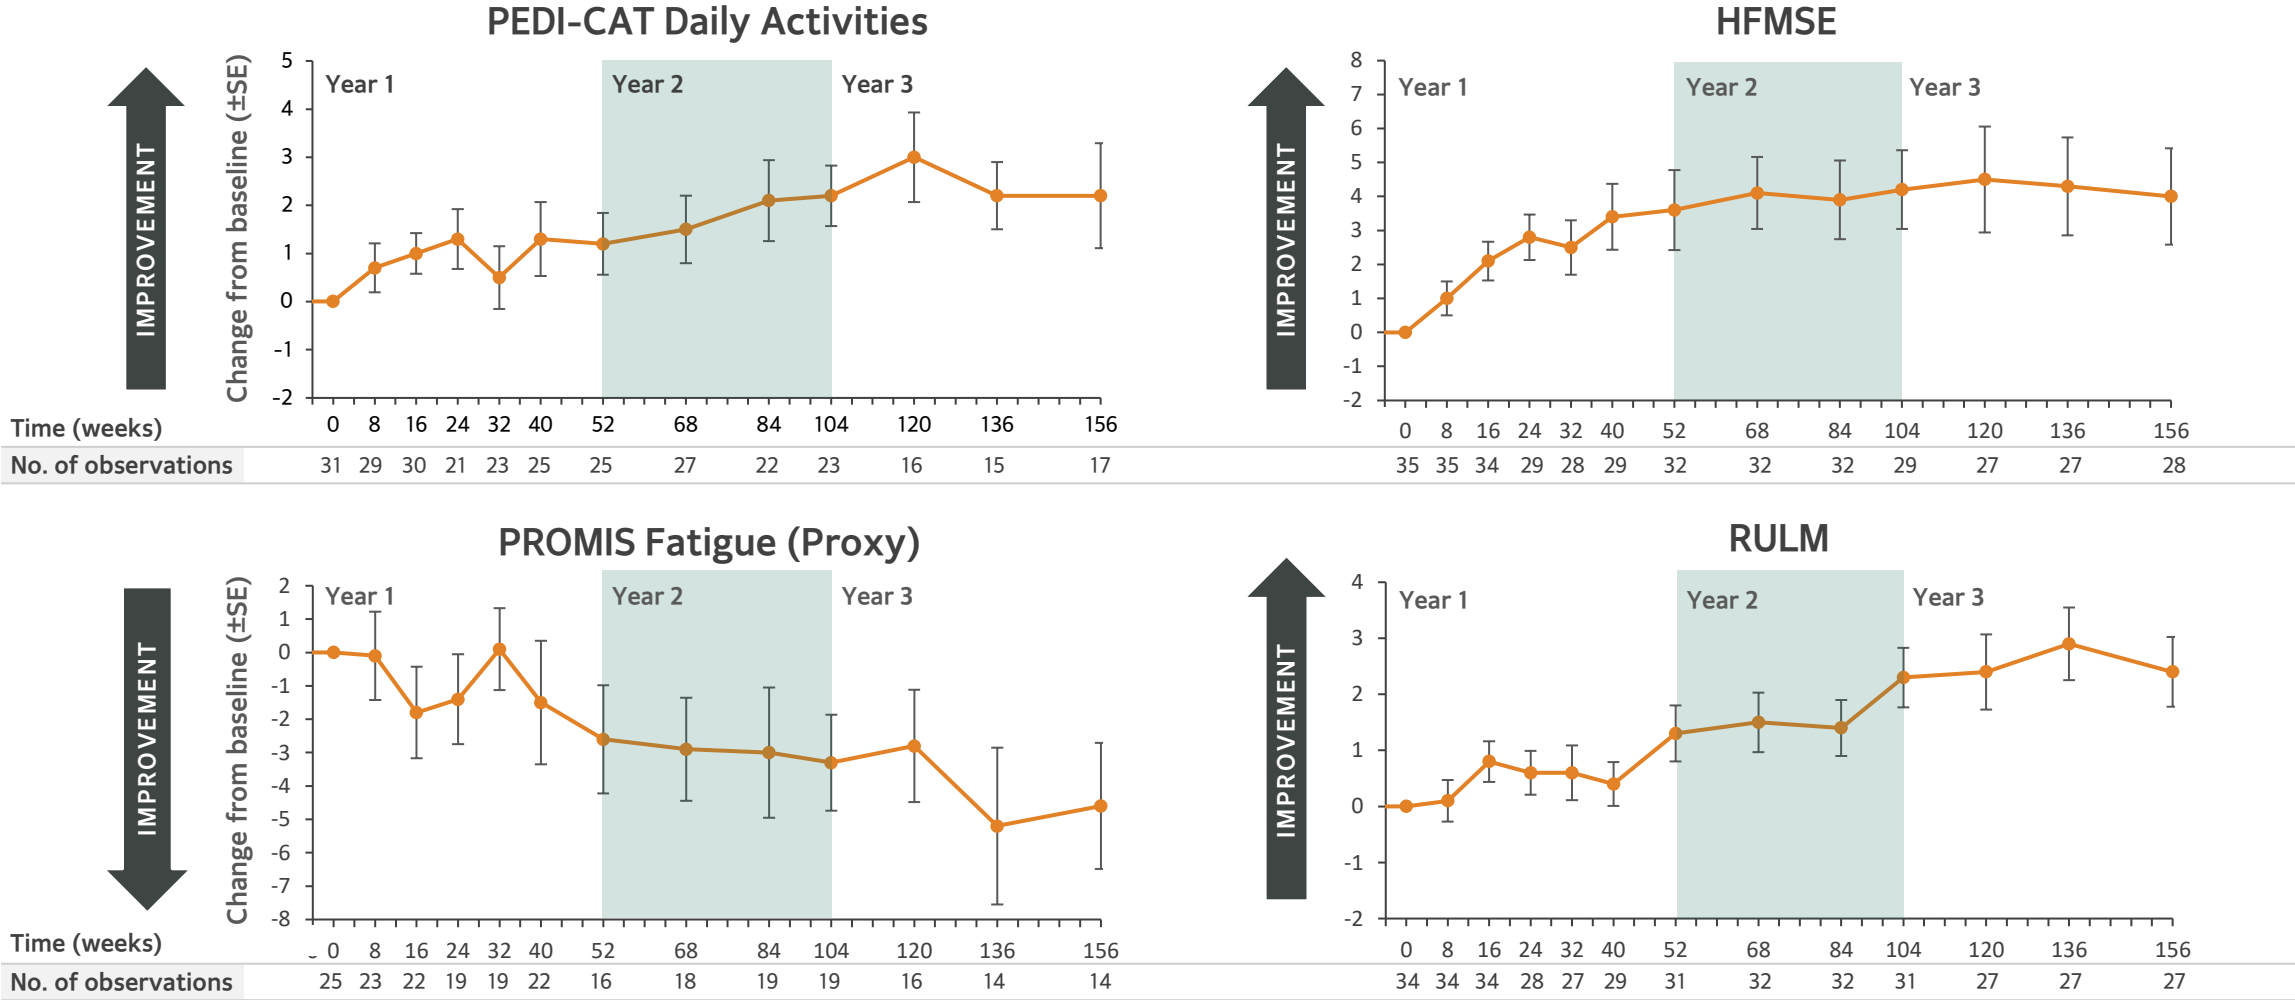 PEDI-CAT Daily Activities
IMPROVEMENT
Change from baseline (±SE)
5
4
3
2
1
0
-1
-2
Year 1 Year 2 Year 3
Time (weeks) 0 8 16 24 32 40 52 68 84 104 120 136 156
No. of observations 31 29 30 21 23 25 25 27 22 23 16 15 17
HFMSE
IMPROVEMENT
8
7
6
5
4
3
2
1
0
-1
-2
Year 1 Year 2 Year 3
0 8 16 24 32 40 52 68 84 104 120 136 156
35 35 34 29 28 29 32 32 32 29 27 27 28
PROMIS Fatigue (Proxy)
IMPROVEMENT
Change from baseline (±SE)
2
1
0
-1
-2
-3
-4
-5
-6
-7
-8
Year 1 Year 2 Year 3
Time (weeks) 0 8 16 24 32 40 52 68 84 104 120 136 156
No. of observations 25 23 22 19 19 22 16 18 19 19 16 14 14
RULM
IMPROVEMENT
4
3
2
1
0
-1
-2
Year 1 Year 2 Year 3
0 8 16 24 32 40 52 68 84 104 120 136 156
34 34 34 28 27 29 31 32 32 31 27 27 27